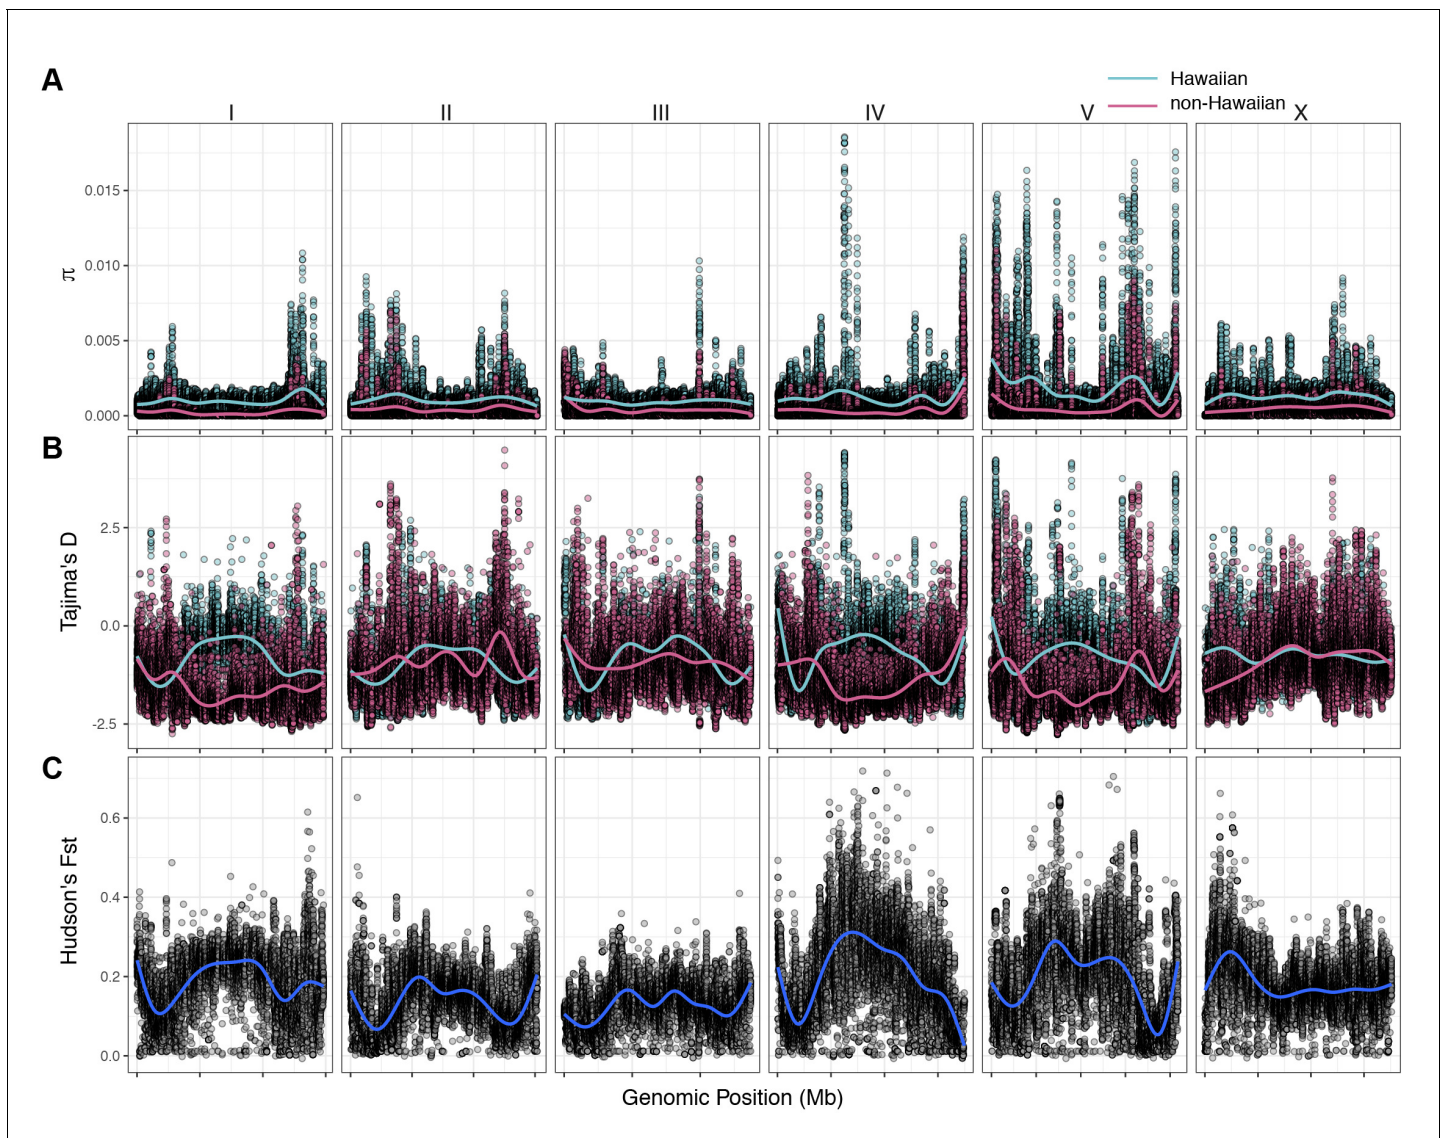 A
Hawaiian
non-Hawaiian
I II III IV V X
π
0.015
0.010
0.005
0.000
B
Tajima's D
2.5
0.0
-2.5
C
Hudson's Fst
0.6
0.4
0.2
0.0
Genomic Position (Mb)